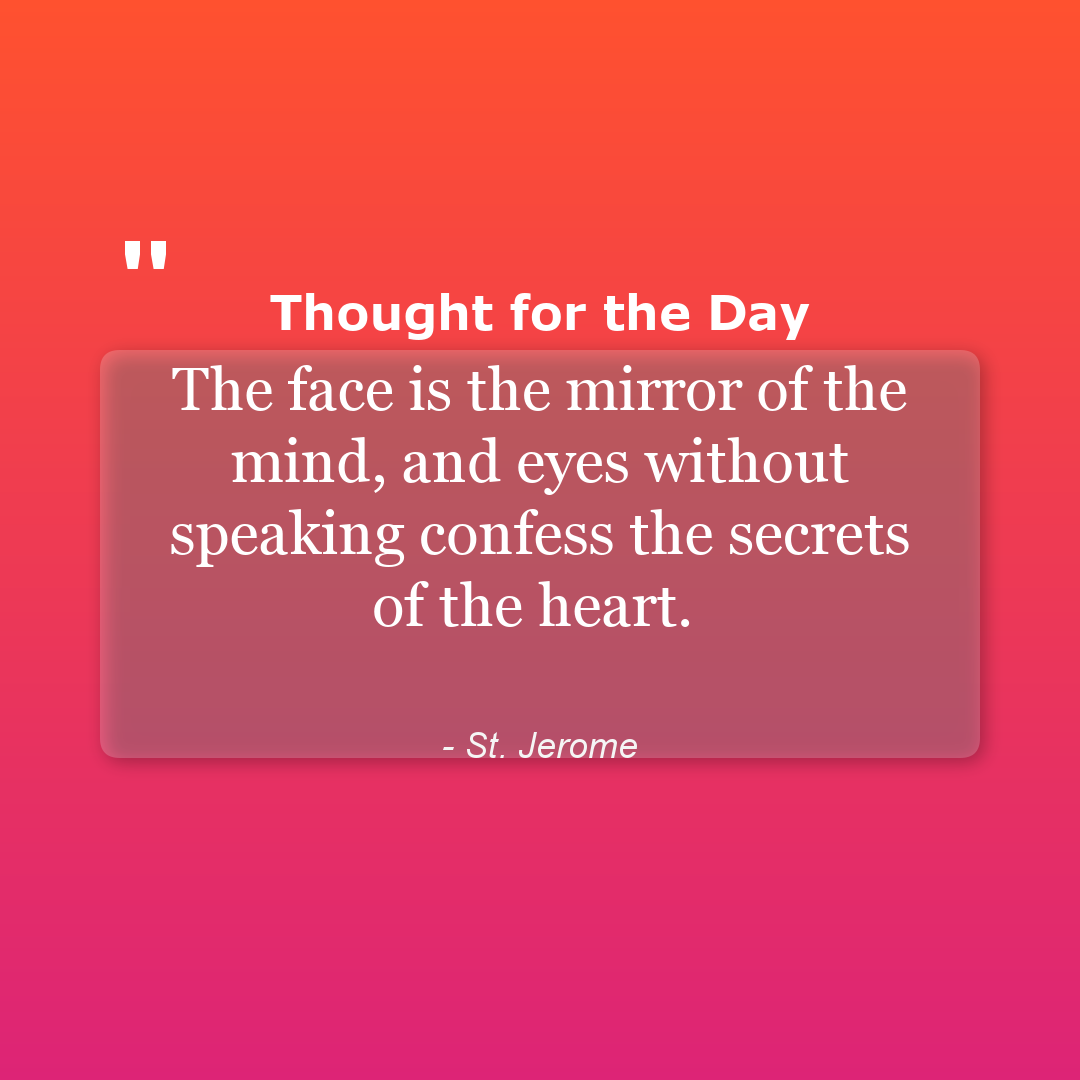 "
Thought for the Day
The face is the mirror of the
mind, and eyes without
speaking confess the secrets
of the heart.
- St. Jerome